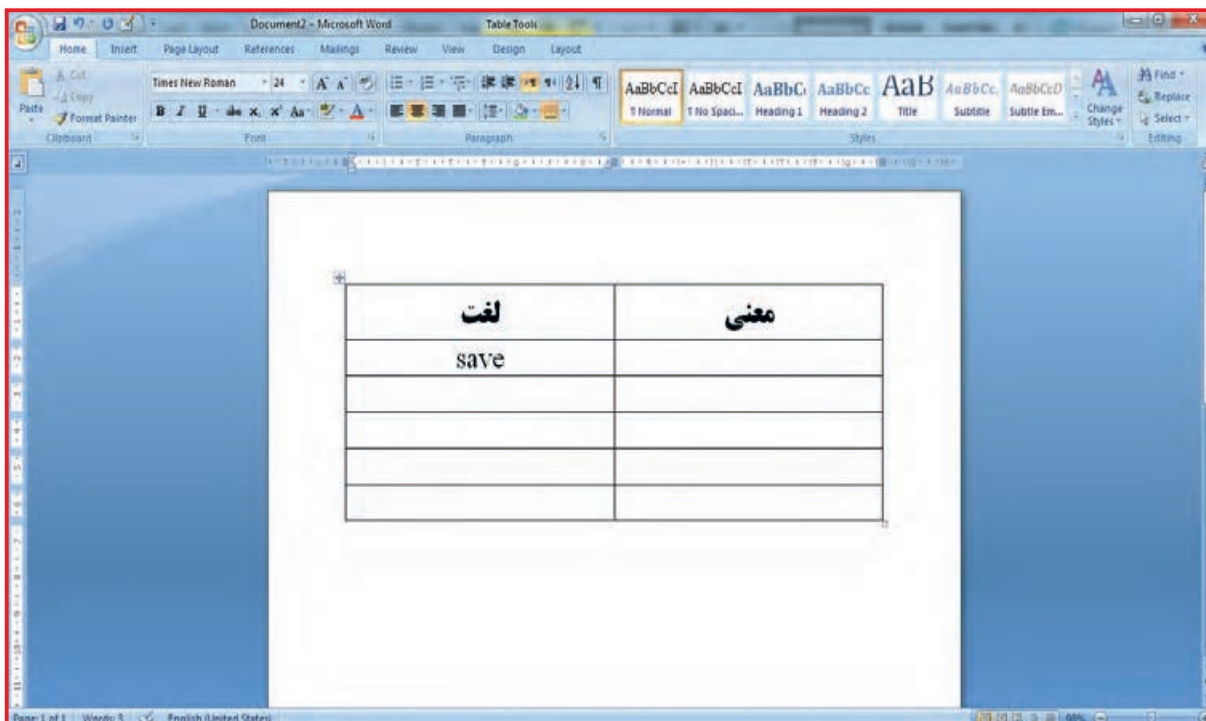 Document2 - Microsoft Word Table Tools
Home Insert Page Layout References Mailings Review View Design Layout
Paste
Cut
Copy
Format Painter
Clipboard
Times New Roman 24
Font
Paragraph
AaBbCcI AaBbCcI AaBbC AaBbCc AaB AaBbCc. AaBbCcD
¶ Normal ¶ No Spaci... Heading 1 Heading 2 Title Subtitle Subtle Em...
Change Styles
Styles
Find
Replace
Select
Editing
لغت معنی
save
Page: 1 of 1 Words: 3 English (United States) 90%